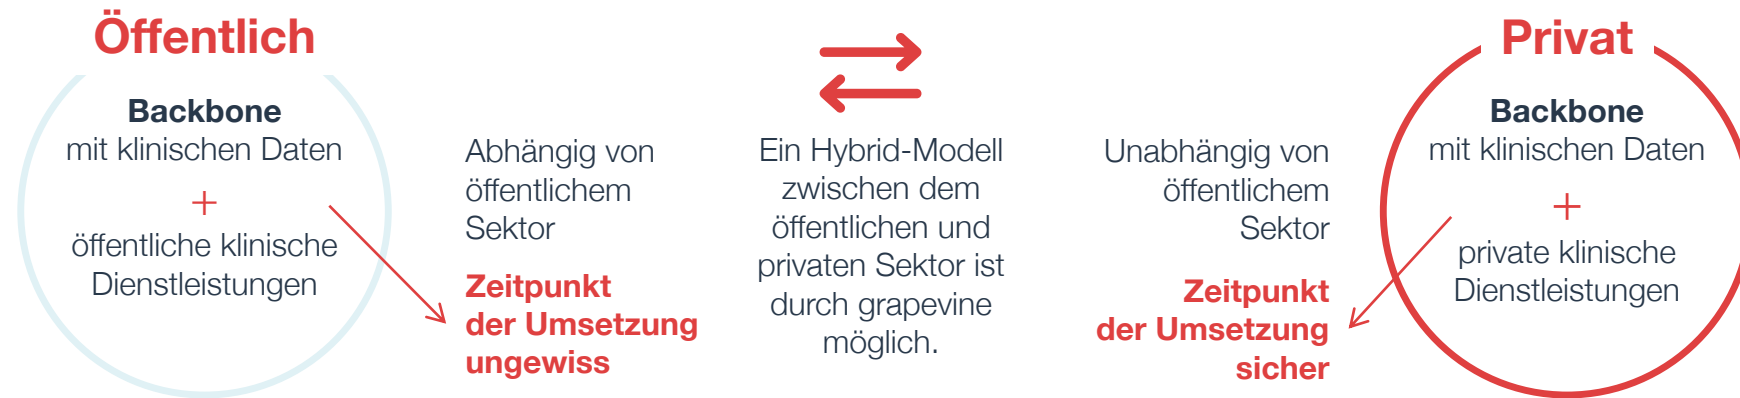 Öffentlich
Backbone
mit klinischen Daten
+
öffentliche klinische
Dienstleistungen
Abhängig von
öffentlichem
Sektor
Zeitpunkt
der Umsetzung
ungewiss
Ein Hybrid-Modell
zwischen dem
öffentlichen und
privaten Sektor ist
durch grapevine
möglich.
Unabhängig von
öffentlichem
Sektor
Zeitpunkt
der Umsetzung
sicher
Privat
Backbone
mit klinischen Daten
+
private klinische
Dienstleistungen